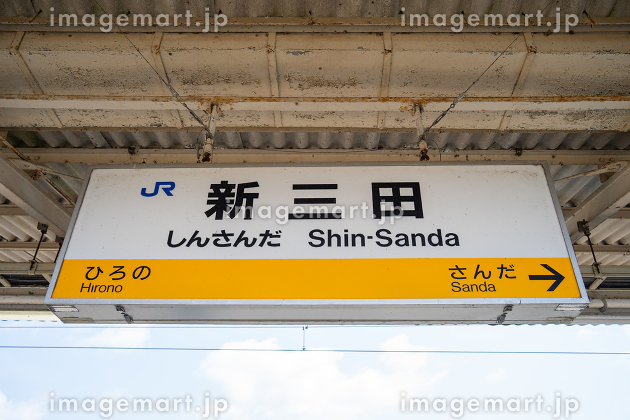 imagemart.jp imagemart.jp
JR 新三田
imagemart.jp
しんさんだ Shin-Sanda
ひろの さんだ →
Hirono Sanda
imagemart.jp imagemart.jp